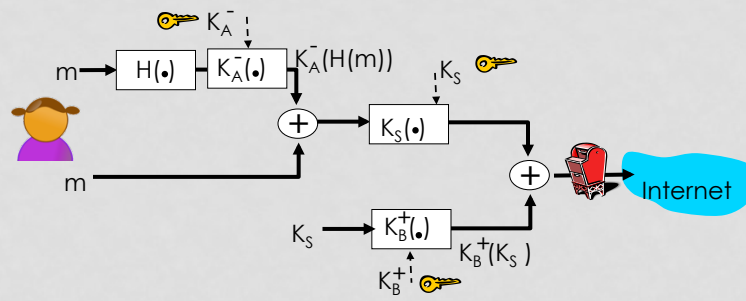 K_A^-
m H(•) K_A^-(•) K_A^-(H(m))
K_S
+ K_S(•)
m
+ Internet
K_S K_B^+(•) K_B^+(K_S)
K_B^+